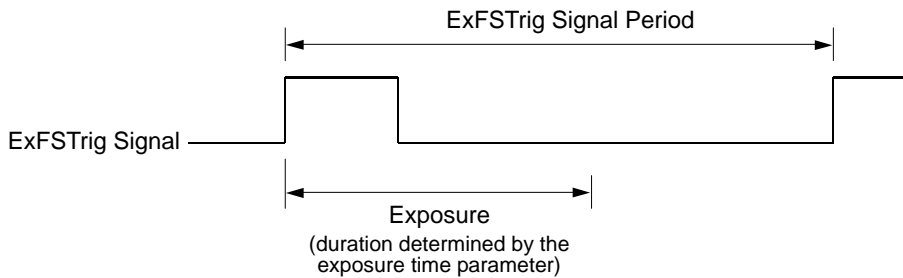 ExFSTrig Signal Period
ExFSTrig Signal
Exposure
(duration determined by the
exposure time parameter)